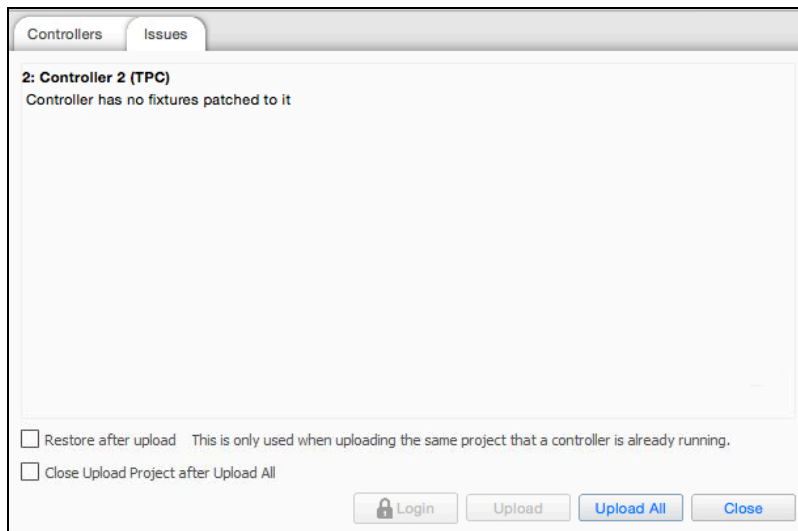 Controllers
Issues
2: Controller 2 (TPC)
Controller has no fixtures patched to it
Restore after upload This is only used when uploading the same project that a controller is already running.
Close Upload Project after Upload All
Login
Upload
Upload All
Close